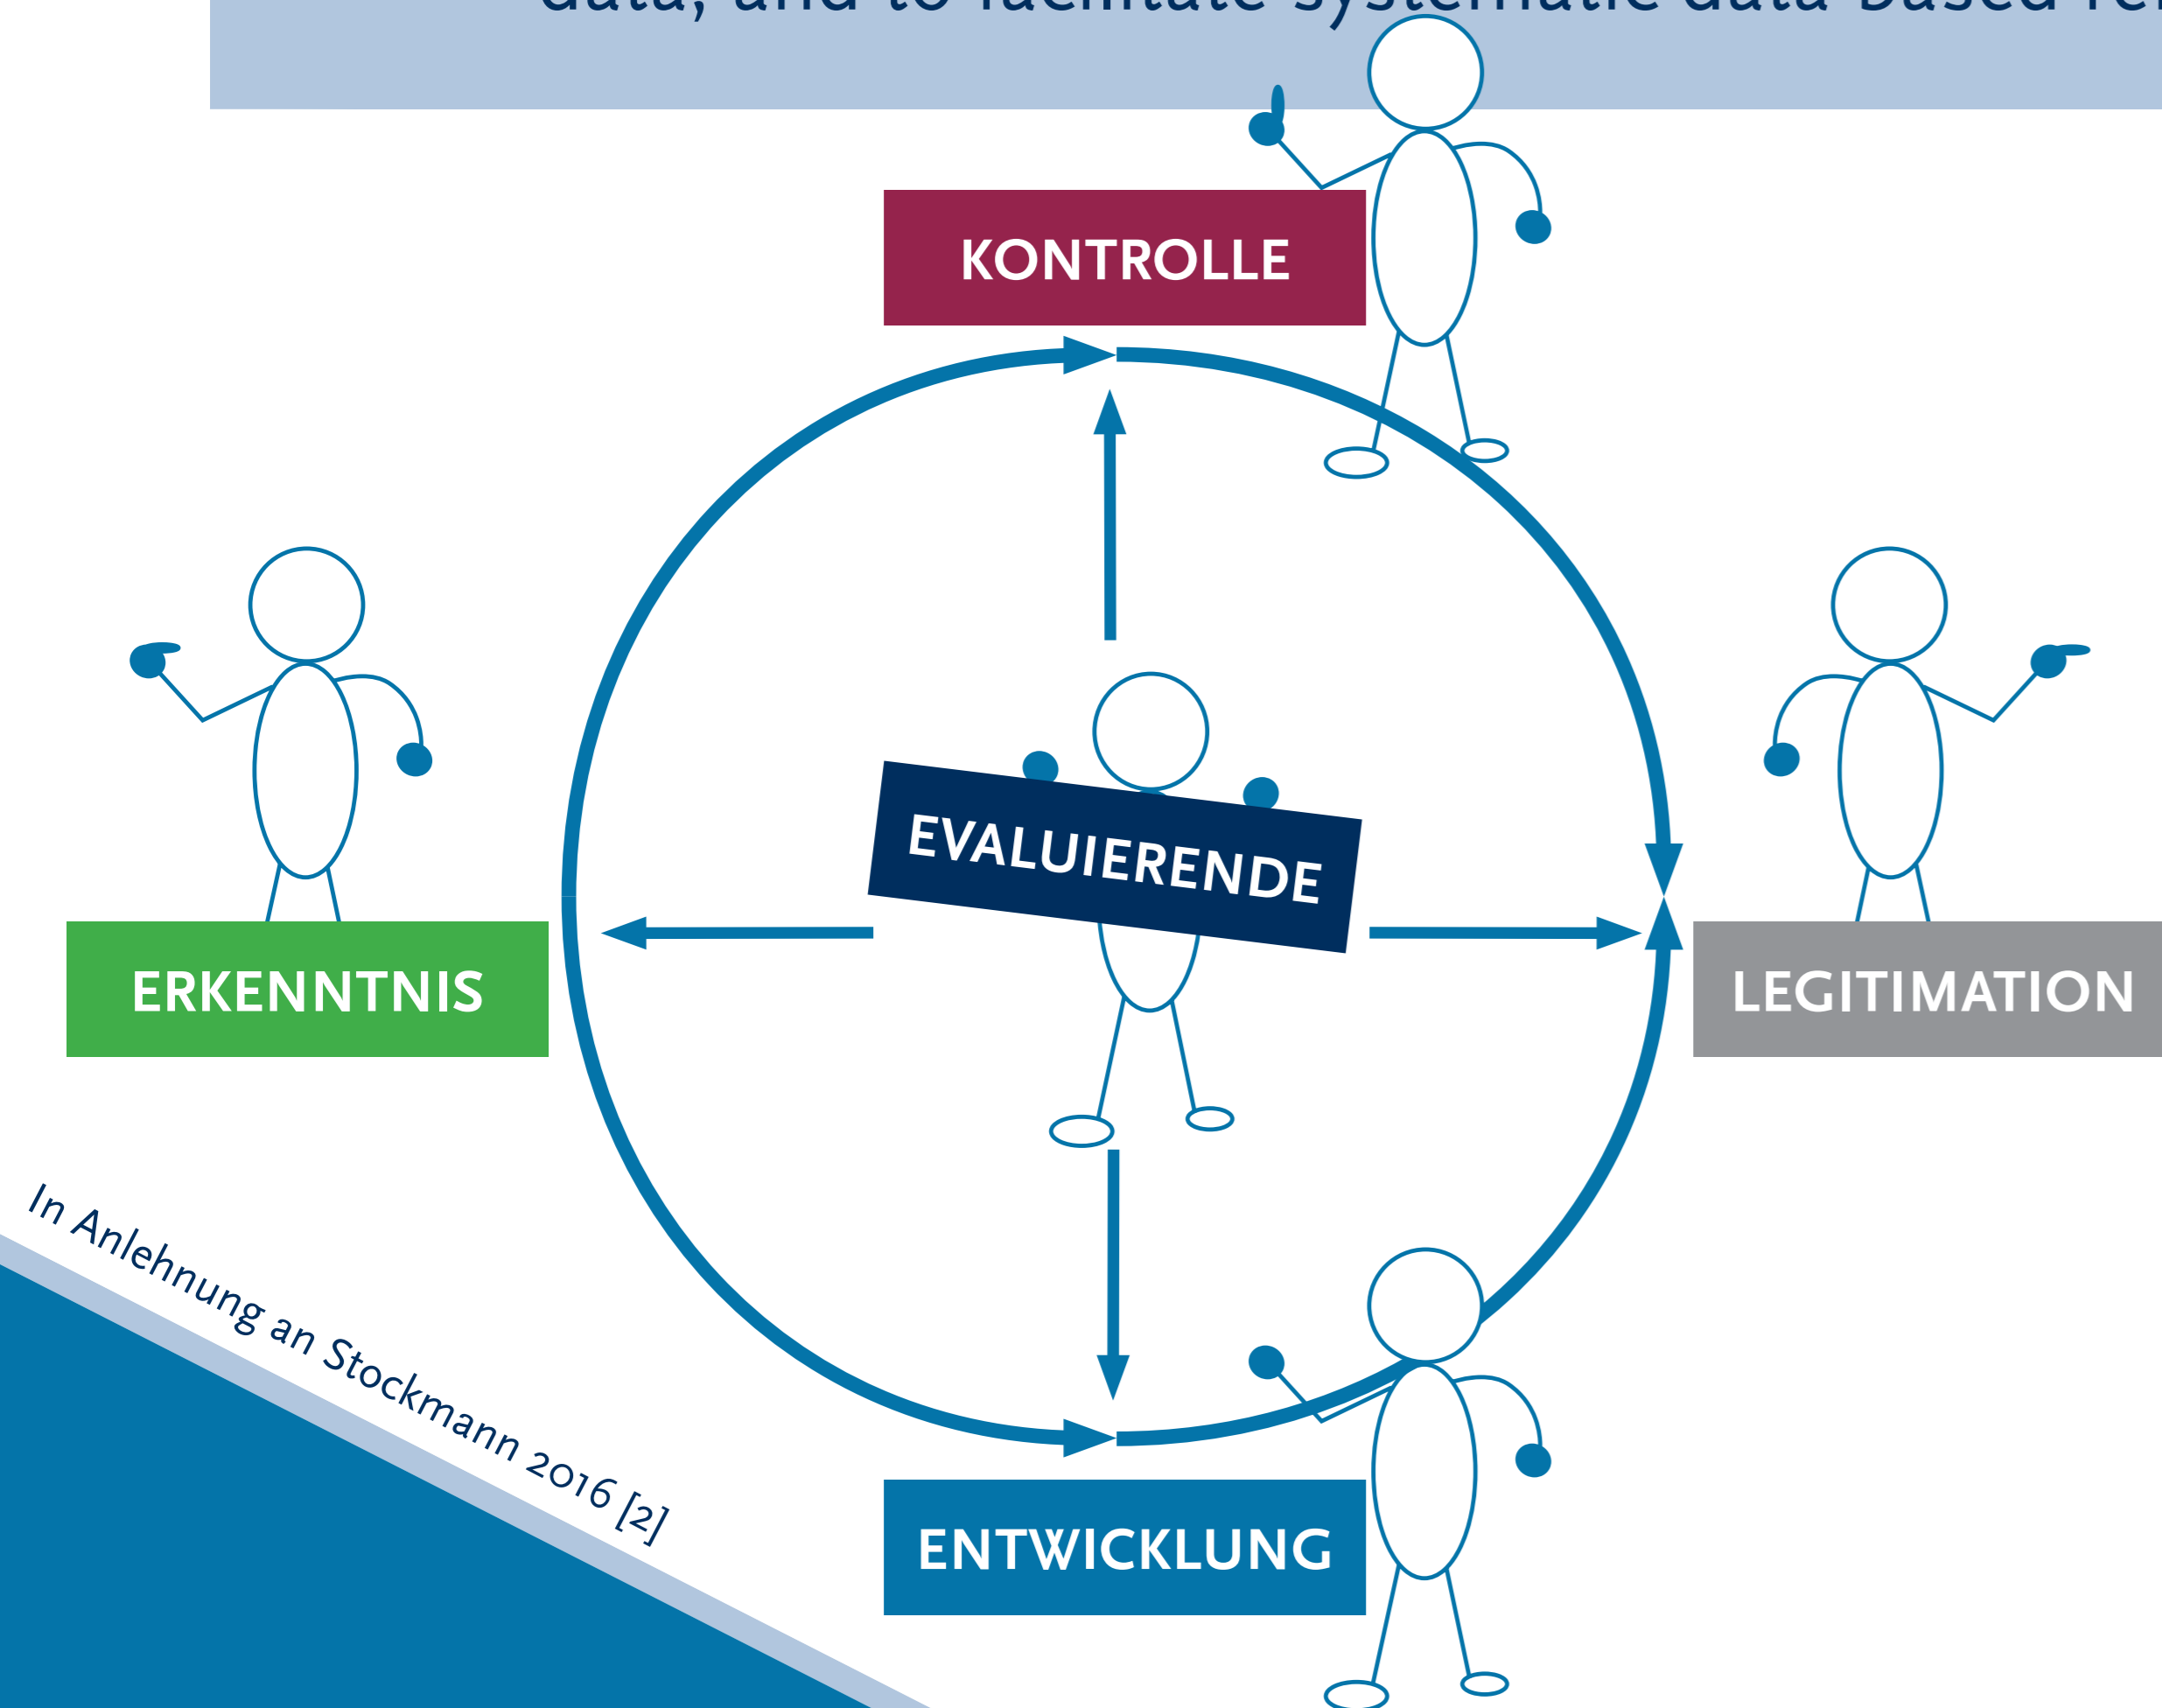 KONTROLLE
EVALUIERENDE
ERKENNTNIS
LEGITIMATION
In Anlehnung an Stockmann 2016 [2]
ENTWICKLUNG